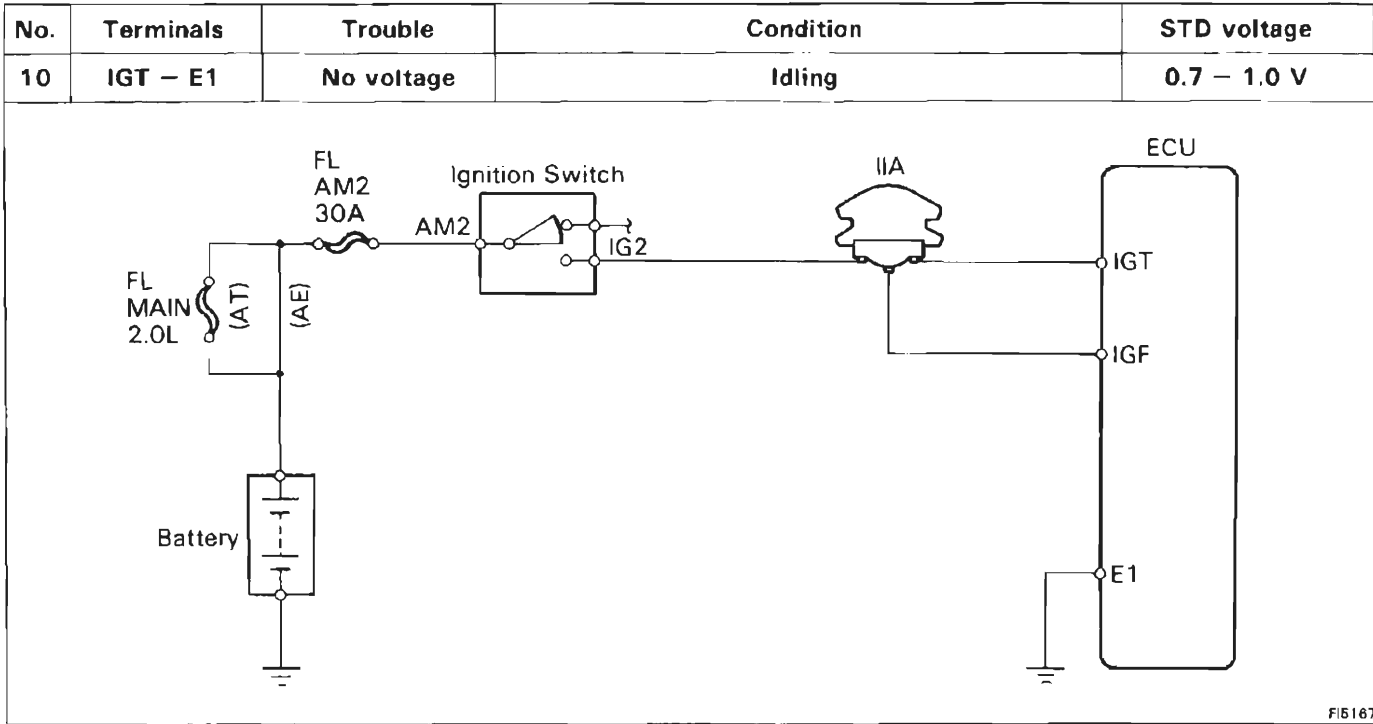 No. Terminals Trouble Condition STD voltage
10 IGT – E1 No voltage Idling 0.7 – 1.0 V
ECU
FL
AM2
30A
Ignition Switch
IIA
AM2
IG2
IGT
FL
MAIN
2.0L
(AT)
(AE)
IGF
Battery
E1
FI5167